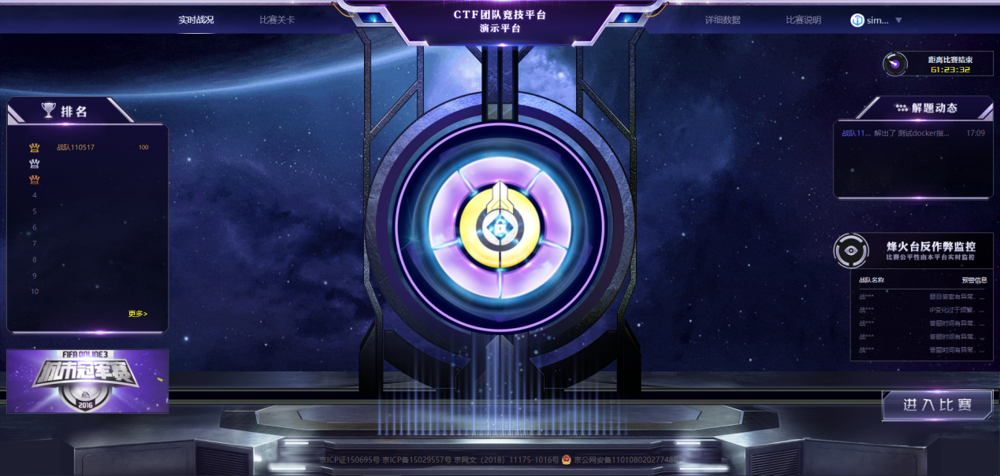 实时战况
比赛关卡
CTF团队竞技平台
演示平台
详细数据
比赛说明
sim...
距离比赛结束
61:23:32
排名
战队110517 100
4
5
6
7
8
9
10
更多>
解题动态
战队11... 解出了 测试docker指... 17:09
烽火台反作弊监控
比赛公平性由本平台实时监控
战队名称 预警信息
战*** 题目答案有异常，...
战*** IP变化过于频繁，...
战*** 答题时间有异常，...
战*** 答题时间有异常，...
战*** 答题时间有异常，...
FIFA ONLINE 3
城市冠军赛
EA
2016
进入比赛
京ICP证150695号 京ICP备15029557号 京网文（2018）11175-1016号 京公网安备11010802027748号